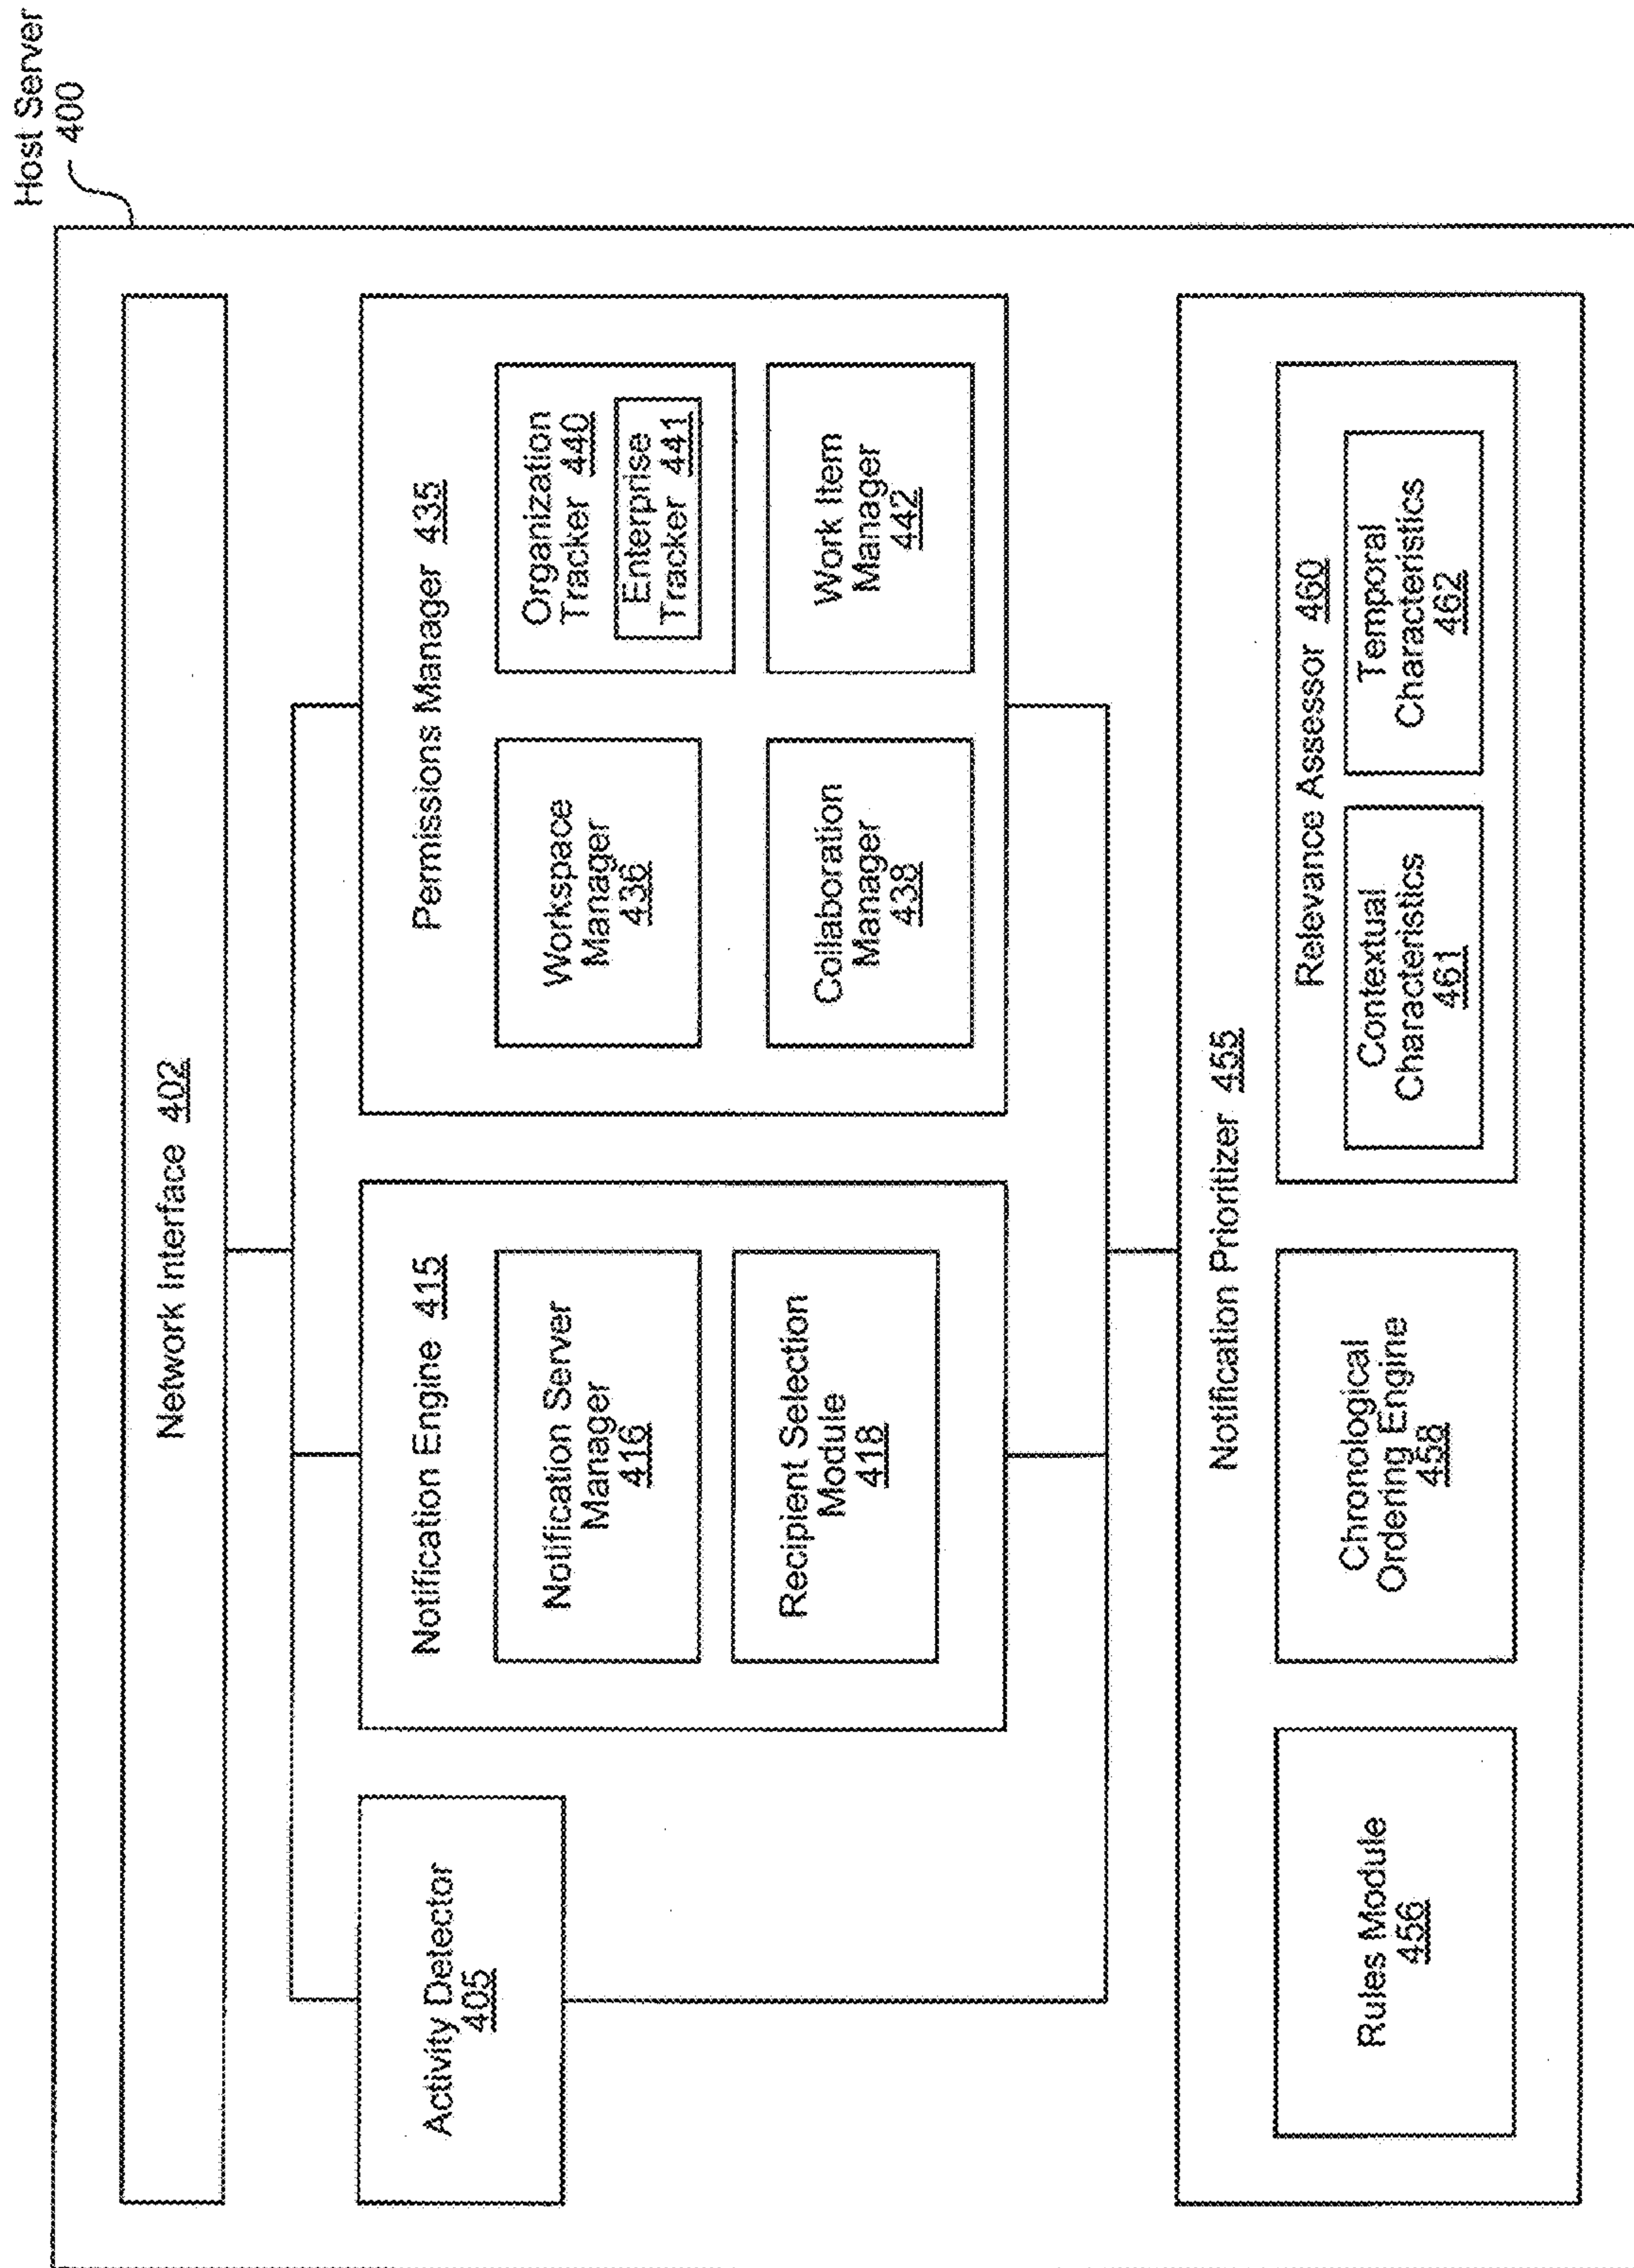 Host Server
400
Network Interface 402
Activity Detector
405
Notification Engine 415
Notification Server
Manager
416
Recipient Selection
Module
418
Permissions Manager 435
Workspace
Manager
436
Organization
Tracker 440
Enterprise
Tracker 441
Collaboration
Manager
438
Work Item
Manager
442
Notification Prioritizer 455
Rules Module
456
Chronological
Ordering Engine
458
Relevance Assessor 460
Contextual
Characteristics
461
Temporal
Characteristics
462